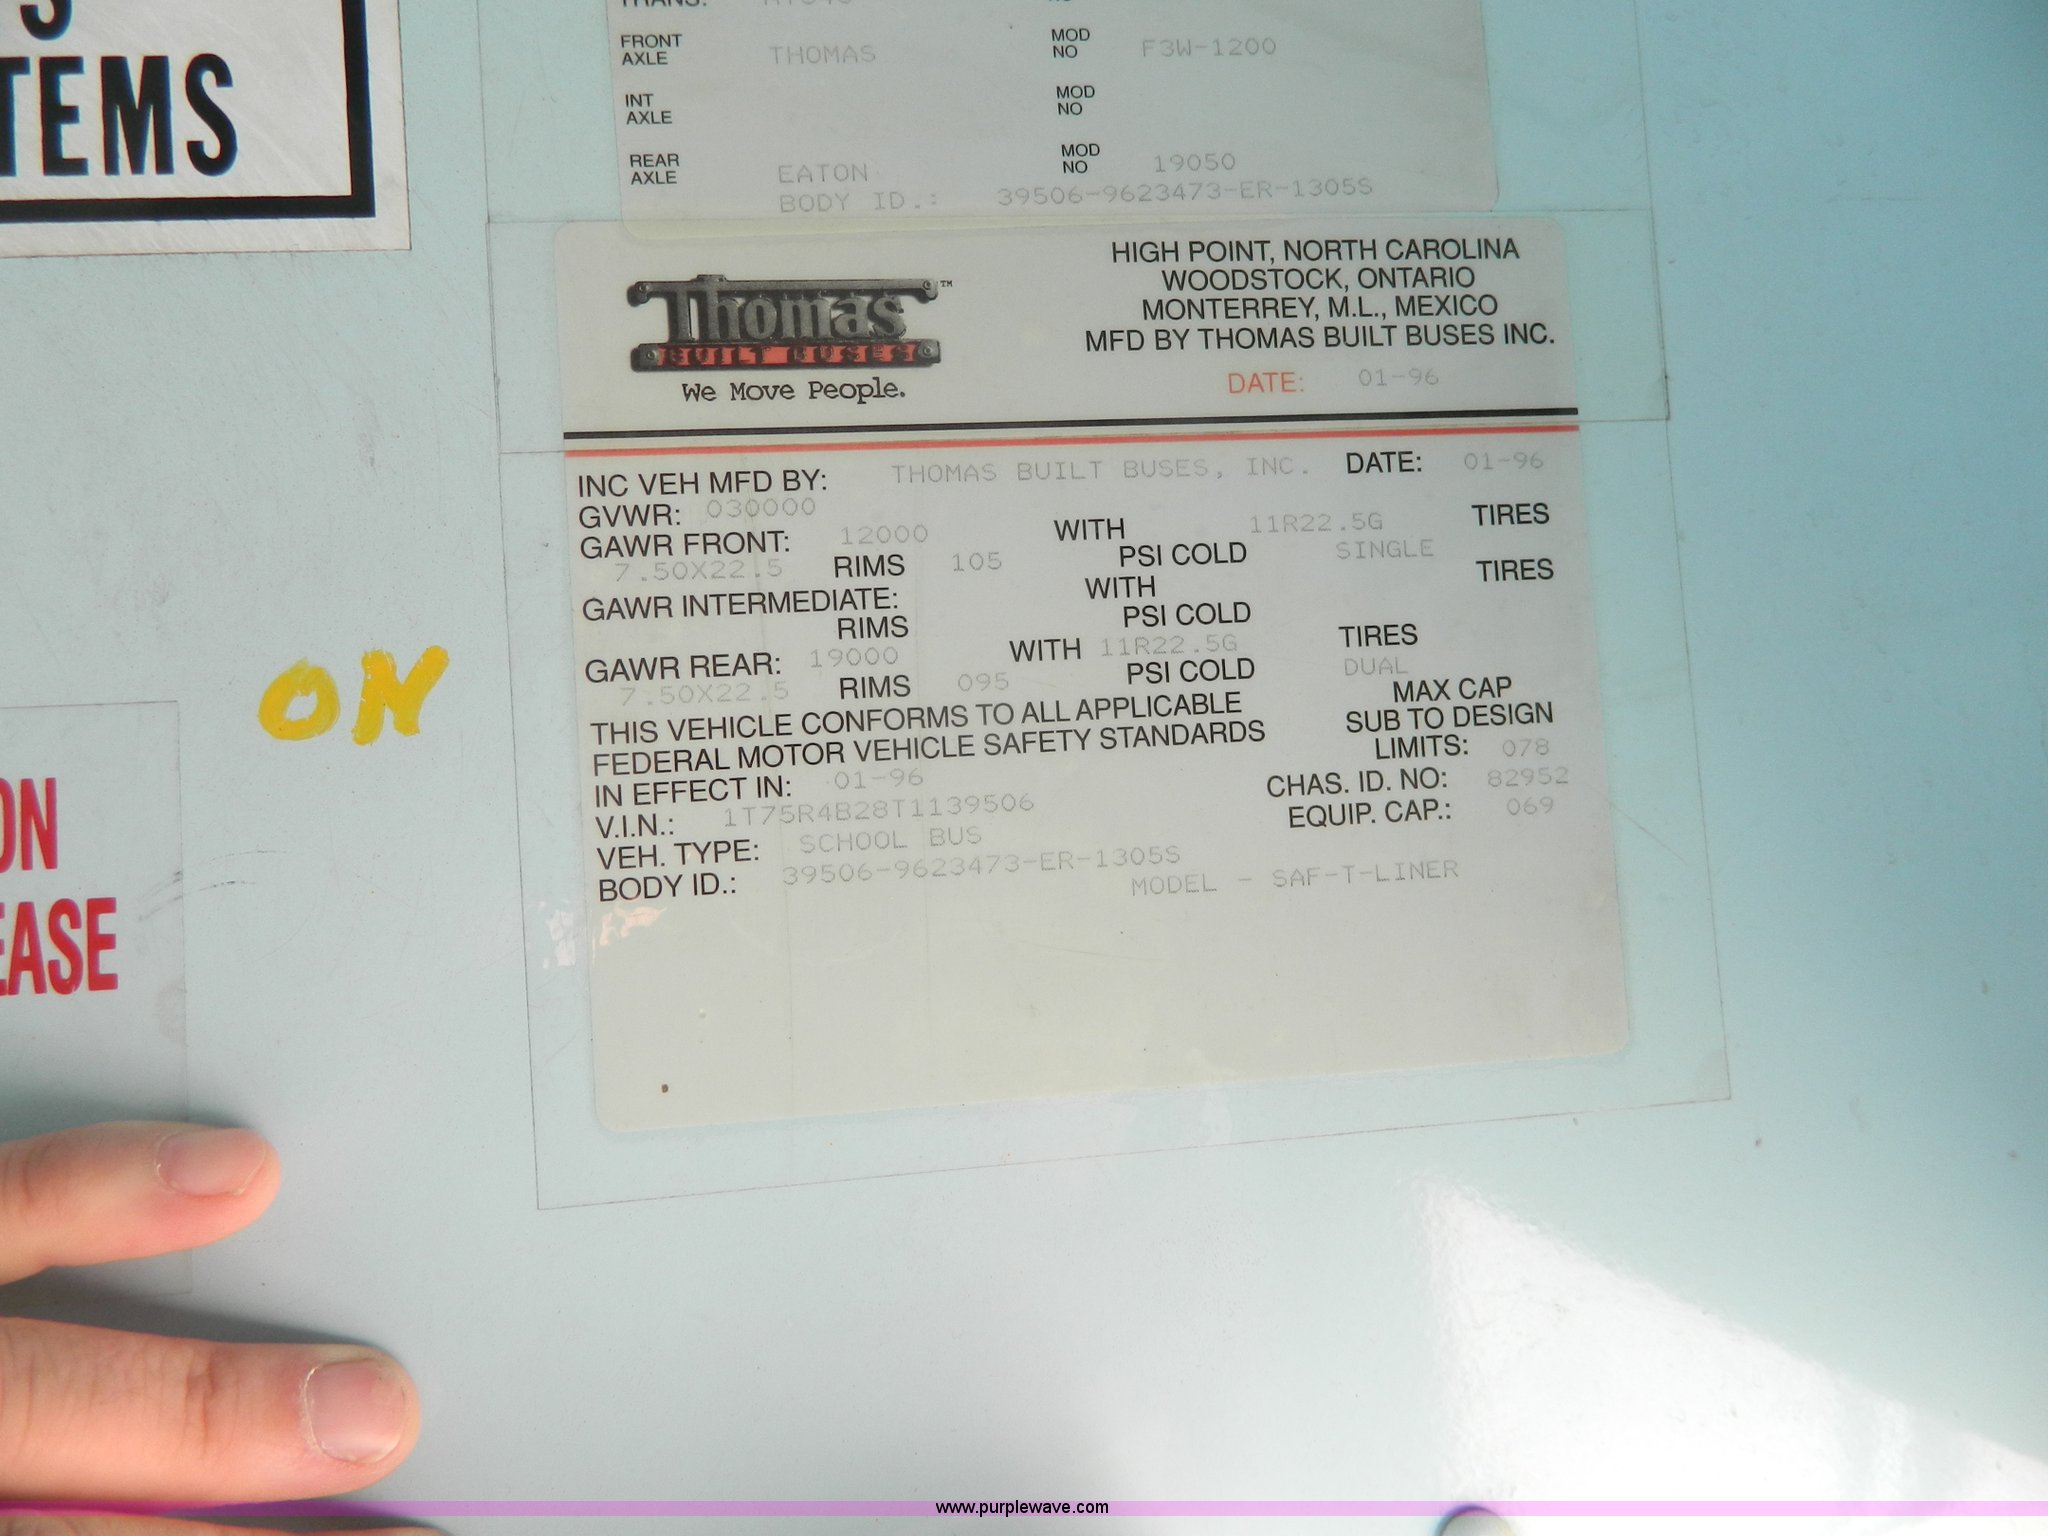 S
TEMS
TRANS:
FRONT AXLE THOMAS MOD NO F3W-1200
INT AXLE MOD NO
REAR AXLE EATON MOD NO 19050
BODY ID.: 39506-9623473-ER-1305S
Thomas™
BUILT BUSES
We Move People.
HIGH POINT, NORTH CAROLINA
WOODSTOCK, ONTARIO
MONTERREY, M.L., MEXICO
MFD BY THOMAS BUILT BUSES INC.
DATE: 01-96
INC VEH MFD BY: THOMAS BUILT BUSES, INC. DATE: 01-96
GVWR: 030000
GAWR FRONT: 12000 WITH 11R22.5G TIRES
7.50X22.5 RIMS 105 PSI COLD SINGLE
GAWR INTERMEDIATE: WITH TIRES
RIMS PSI COLD
GAWR REAR: 19000 WITH 11R22.5G TIRES
7.50X22.5 RIMS 095 PSI COLD DUAL
THIS VEHICLE CONFORMS TO ALL APPLICABLE
FEDERAL MOTOR VEHICLE SAFETY STANDARDS
IN EFFECT IN: 01-96
MAX CAP
SUB TO DESIGN
LIMITS: 078
V.I.N.: 1T75R4B28T1139506 CHAS. ID. NO: 82952
VEH. TYPE: SCHOOL BUS EQUIP. CAP.: 069
BODY ID.: 39506-9623473-ER-1305S
MODEL - SAF-T-LINER
ON
ON
EASE
www.purplewave.com